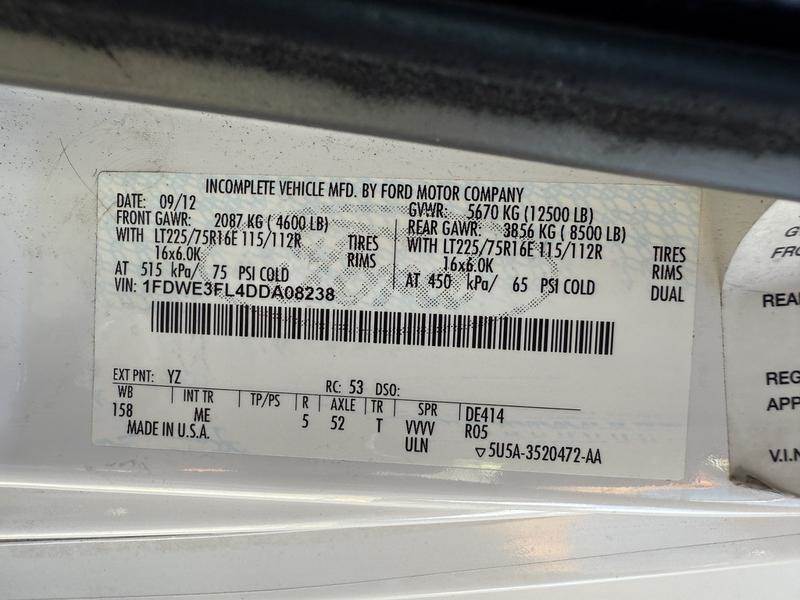 INCOMPLETE VEHICLE MFD. BY FORD MOTOR COMPANY
DATE: 09/12 GVWR: 5670 KG (12500 LB)
FRONT GAWR: 2087 KG ( 4600 LB) REAR GAWR: 3856 KG ( 8500 LB)
WITH LT225/75R16E 115/112R TIRES WITH LT225/75R16E 115/112R TIRES
16x6.0K RIMS 16x6.0K RIMS
AT 515 kPa/ 75 PSI COLD AT 450 kPa/ 65 PSI COLD DUAL
VIN: 1FDWE3FL4DDA08238
EXT PNT: YZ RC: 53 DSO:
WB INT TR TP/PS R AXLE TR SPR DE414
158 ME 5 52 T VVVV R05
MADE IN U.S.A. ULN ▽5U5A-3520472-AA
G
FRO
REA
REG
APP
V.I.N